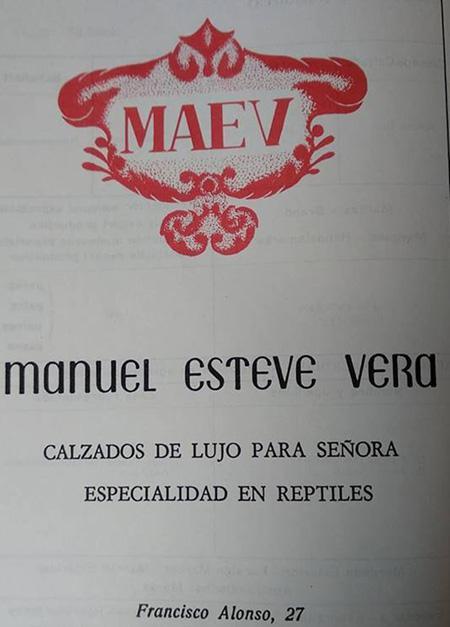 MAEV
manuel ESTEVE VERA
CALZADOS DE LUJO PARA SEÑORA
ESPECIALIDAD EN REPTILES
Francisco Alonso, 27